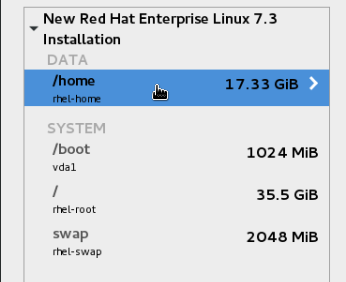 New Red Hat Enterprise Linux 7.3
Installation
DATA
/home 17.33 GiB
rhel-home
SYSTEM
/boot 1024 MiB
vda1
/ 35.5 GiB
rhel-root
swap 2048 MiB
rhel-swap